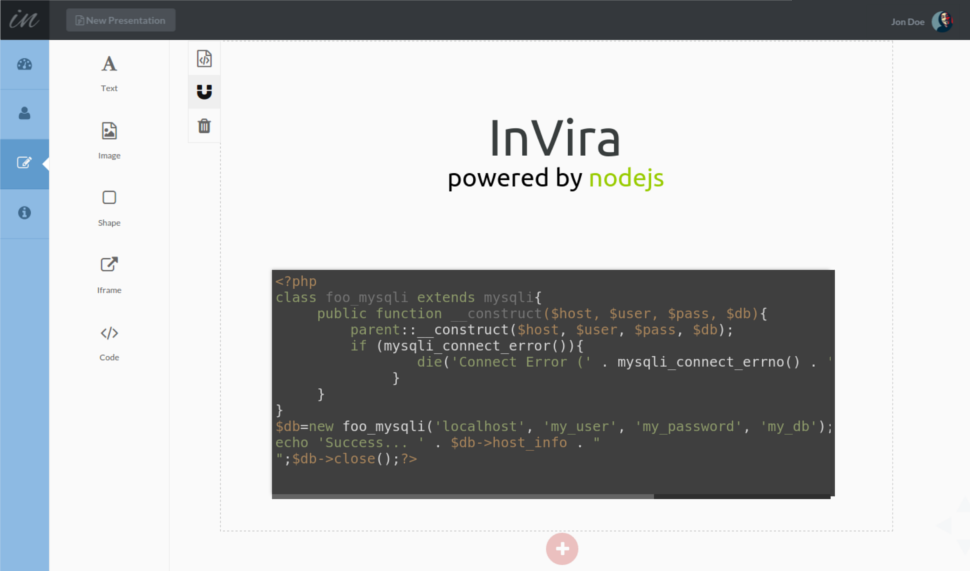 in
New Presentation
Jon Doe
Text
Image
Shape
Iframe
Code
InVira
powered by nodejs
<?php
class foo_mysqli extends mysqli{
     public function __construct($host, $user, $pass, $db){
         parent::__construct($host, $user, $pass, $db);
         if (mysqli_connect_error()){
                 die('Connect Error (' . mysqli_connect_errno() . '
              }
     }
}
$db=new foo_mysqli('localhost', 'my_user', 'my_password', 'my_db');
echo 'Success... ' . $db->host_info . "
";$db->close();?>